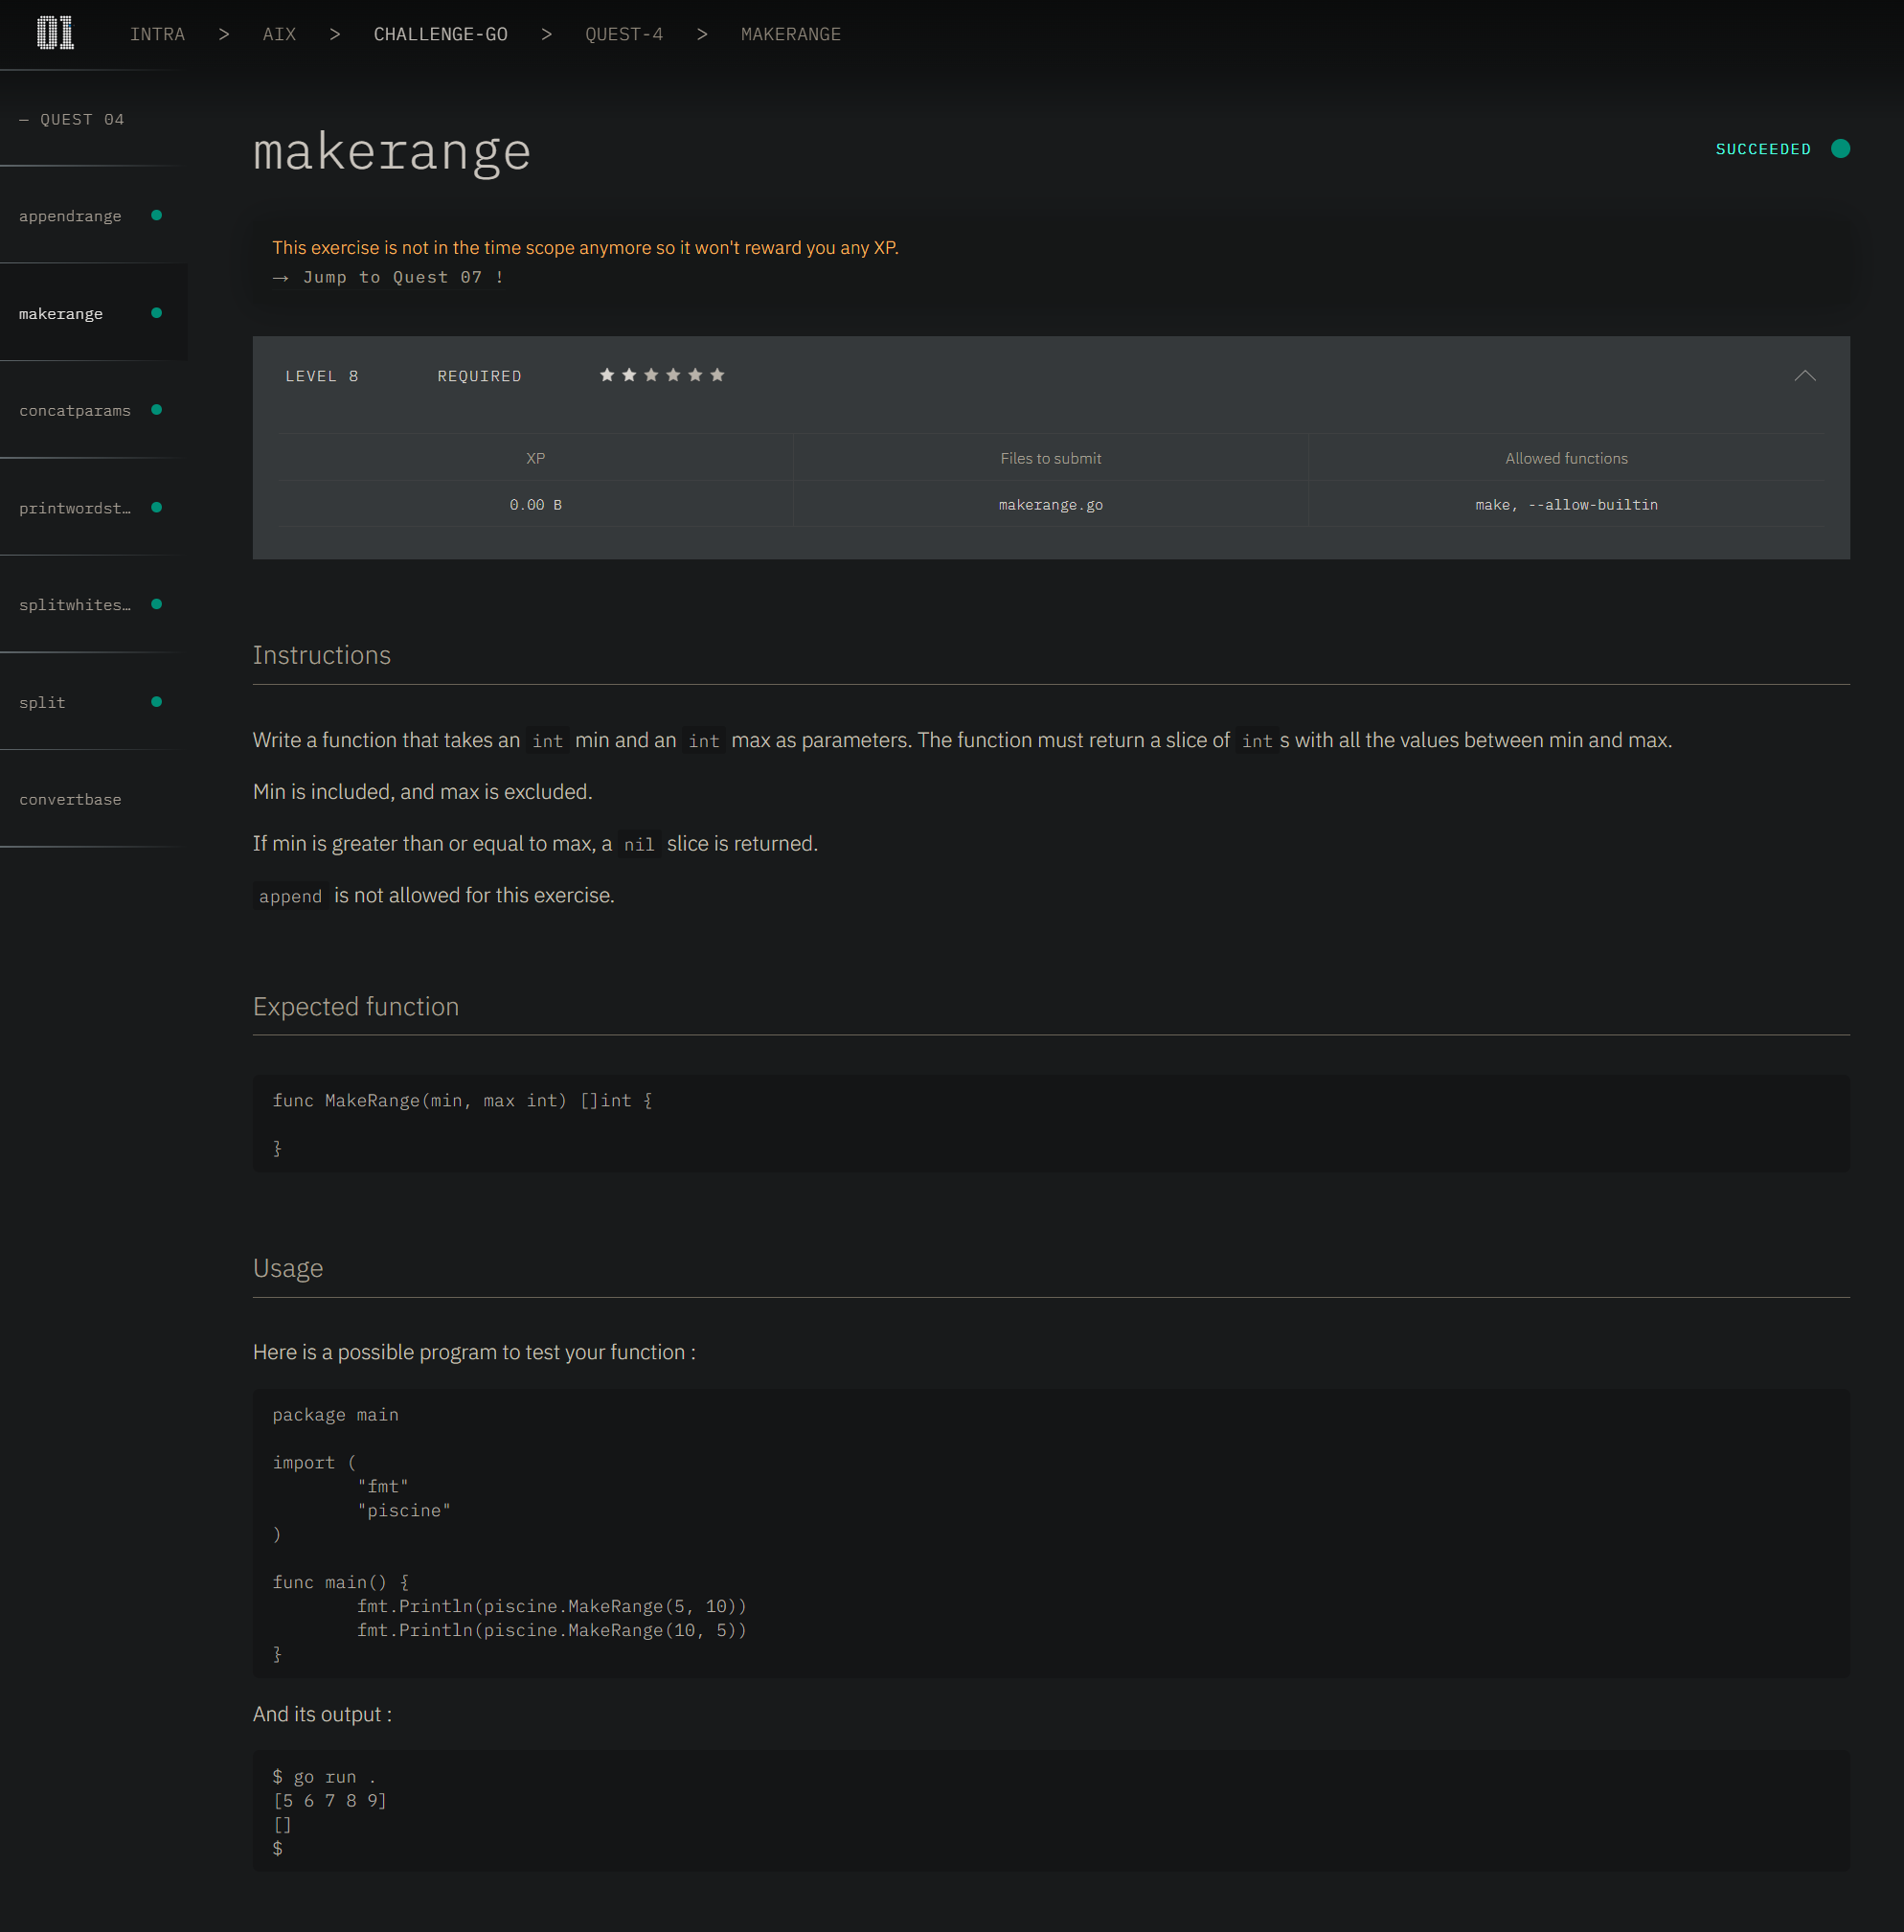 01 INTRA > AIX > CHALLENGE-GO > QUEST-4 > MAKERANGE
— QUEST 04
appendrange
makerange
concatparams
printwordst…
splitwhites…
split
convertbase
makerange
SUCCEEDED
This exercise is not in the time scope anymore so it won't reward you any XP.
→ Jump to Quest 07 !
LEVEL 8 REQUIRED
XP Files to submit Allowed functions
0.00 B makerange.go make, --allow-builtin
Instructions
Write a function that takes an int min and an int max as parameters. The function must return a slice of int s with all the values between min and max.
Min is included, and max is excluded.
If min is greater than or equal to max, a nil slice is returned.
append is not allowed for this exercise.
Expected function
func MakeRange(min, max int) []int {
}
Usage
Here is a possible program to test your function :
package main
import (
"fmt"
"piscine"
)
func main() {
fmt.Println(piscine.MakeRange(5, 10))
fmt.Println(piscine.MakeRange(10, 5))
}
And its output :
$ go run .
[5 6 7 8 9]
[]
$